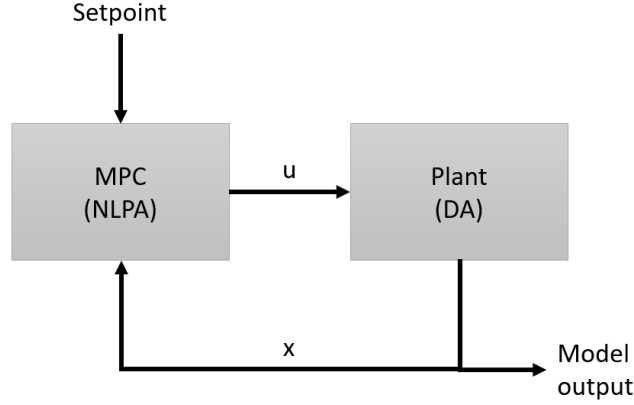 Setpoint
MPC
(NLPA)
u
Plant
(DA)
x
Model
output